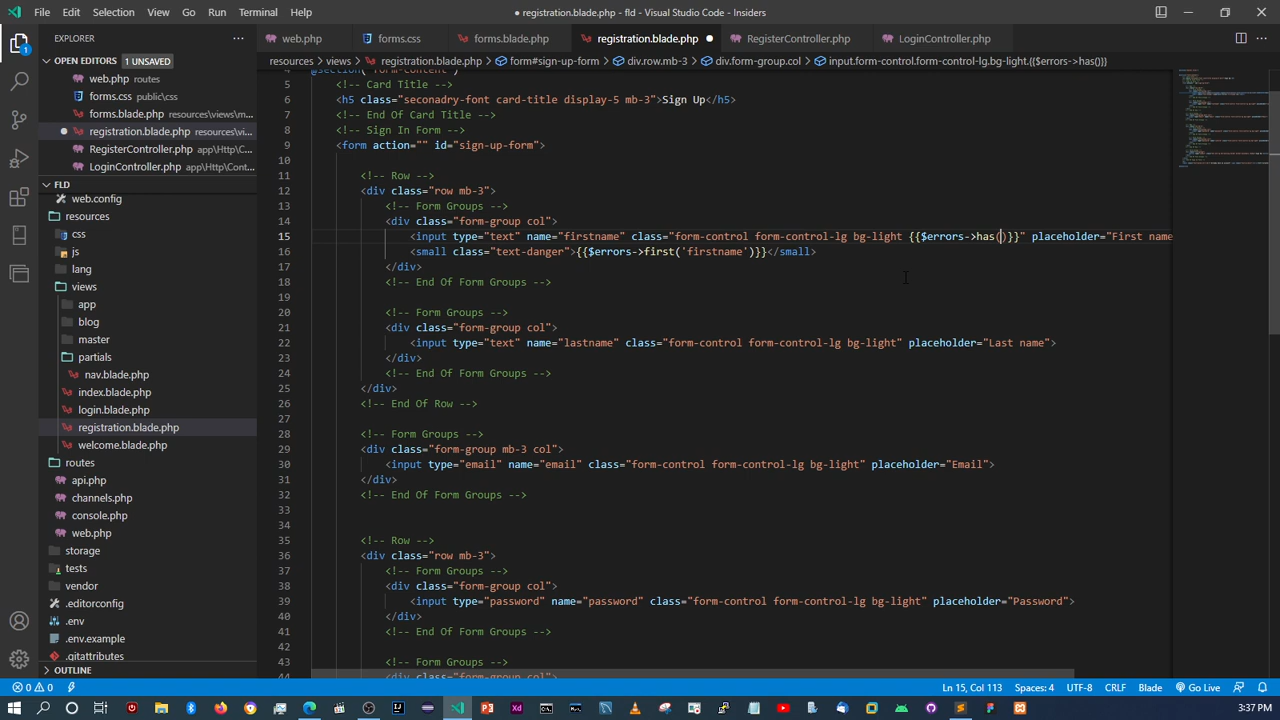 File Edit Selection View Go Run Terminal Help
● registration.blade.php - fld - Visual Studio Code - Insiders
EXPLORER
OPEN EDITORS 1 UNSAVED
web.php routes
forms.css public\css
forms.blade.php resources\views\m...
registration.blade.php resources\vi...
RegisterController.php app\Http\C...
LoginController.php app\Http\Cont...
FLD
web.config
resources
css
js
lang
views
app
blog
master
partials
nav.blade.php
index.blade.php
login.blade.php
registration.blade.php
welcome.blade.php
routes
api.php
channels.php
console.php
web.php
storage
tests
vendor
.editorconfig
.env
.env.example
.gitattributes
OUTLINE
web.php forms.css forms.blade.php registration.blade.php RegisterController.php LoginController.php
resources > views > registration.blade.php > form#sign-up-form > div.row.mb-3 > div.form-group.col > input.form-control.form-control-lg.bg-light.{{$errors->has()}}
4 @section('form-content')
5 <!-- Card Title -->
6 <h5 class="seconadry-font card-title display-5 mb-3">Sign Up</h5>
7 <!-- End Of Card Title -->
8 <!-- Sign In Form -->
9 <form action="" id="sign-up-form">
10
11 <!-- Row -->
12 <div class="row mb-3">
13 <!-- Form Groups -->
14 <div class="form-group col">
15 <input type="text" name="firstname" class="form-control form-control-lg bg-light {{$errors->has()}}" placeholder="First name
16 <small class="text-danger">{{$errors->first('firstname')}}</small>
17 </div>
18 <!-- End Of Form Groups -->
19
20 <!-- Form Groups -->
21 <div class="form-group col">
22 <input type="text" name="lastname" class="form-control form-control-lg bg-light" placeholder="Last name">
23 </div>
24 <!-- End Of Form Groups -->
25 </div>
26 <!-- End Of Row -->
27
28 <!-- Form Groups -->
29 <div class="form-group mb-3 col">
30 <input type="email" name="email" class="form-control form-control-lg bg-light" placeholder="Email">
31 </div>
32 <!-- End Of Form Groups -->
33
34
35 <!-- Row -->
36 <div class="row mb-3">
37 <!-- Form Groups -->
38 <div class="form-group col">
39 <input type="password" name="password" class="form-control form-control-lg bg-light" placeholder="Password">
40 </div>
41 <!-- End Of Form Groups -->
42
43 <!-- Form Groups -->
44 <div class="form-group col">
0 0 Ln 15, Col 113 Spaces: 4 UTF-8 CRLF Blade Go Live
3:37 PM